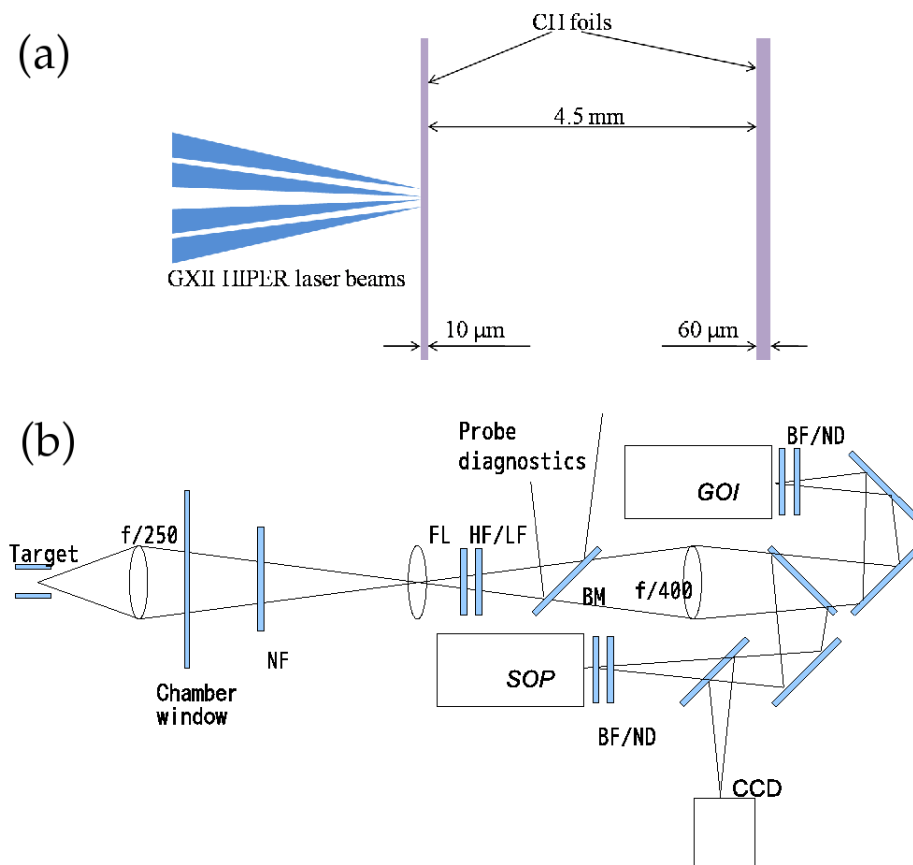 (a)
CH foils
4.5 mm
GXII HIPER laser beams
10 μm
60 μm
(b)
Probe
diagnostics
BF/ND
GOI
f/250
FL
HF/LF
Target
BM
f/400
NF
SOP
Chamber
window
BF/ND
CCD